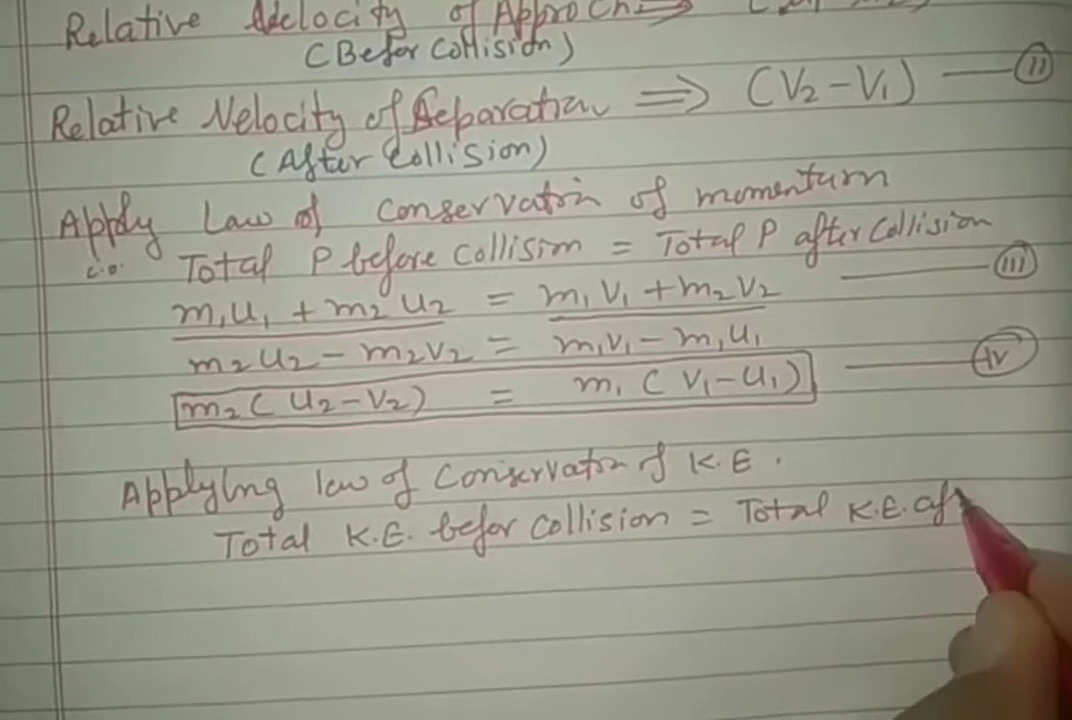 Relative Velocity of Approch ⇒
(Befor Collision)
Relative Velocity of Separation ⇒ (V₂-V₁) — (II)
(After Collision)
Apply Law of Conservation of momentum
Total P before Collision = Total P after Collision
m₁u₁ + m₂u₂ = m₁v₁ + m₂v₂ — (III)
m₂u₂ - m₂v₂ = m₁v₁ - m₁u₁
m₂(u₂-v₂) = m₁(v₁-u₁) — (IV)
Applying law of Conservation of K.E.
Total K.E. befor Collision = Total K.E. af